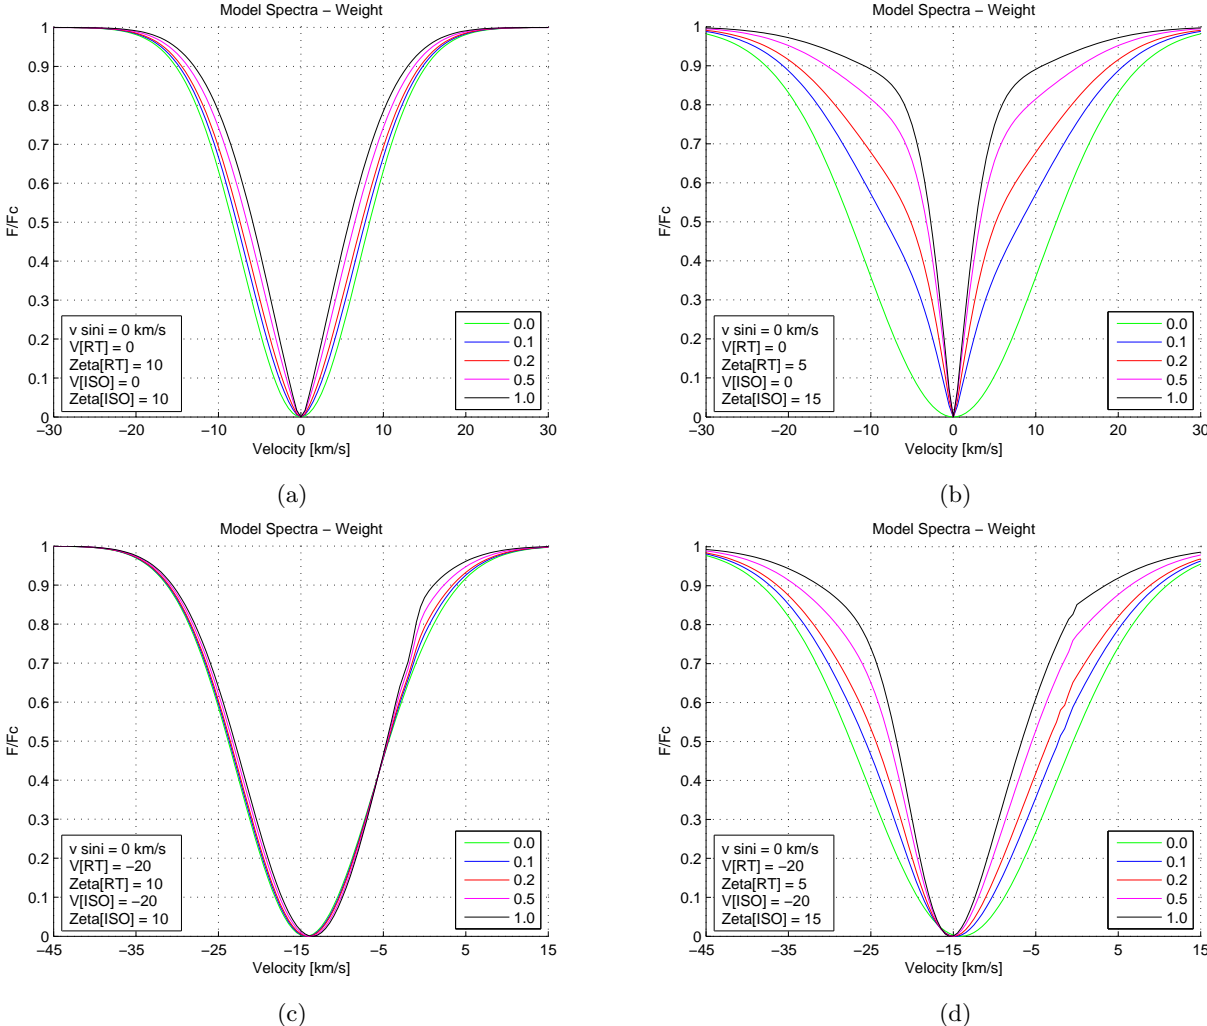 Model Spectra − Weight
1
0.9
0.8
0.7
0.6
0.5
0.4
0.3
0.2
0.1
0
F/Fc
v sini = 0 km/s
V[RT] = 0
Zeta[RT] = 10
V[ISO] = 0
Zeta[ISO] = 10
0.0
0.1
0.2
0.5
1.0
−30 −20 −10 0 10 20 30
Velocity [km/s]
(a)
Model Spectra − Weight
1
0.9
0.8
0.7
0.6
0.5
0.4
0.3
0.2
0.1
0
F/Fc
v sini = 0 km/s
V[RT] = 0
Zeta[RT] = 5
V[ISO] = 0
Zeta[ISO] = 15
0.0
0.1
0.2
0.5
1.0
−30 −20 −10 0 10 20 30
Velocity [km/s]
(b)
Model Spectra − Weight
1
0.9
0.8
0.7
0.6
0.5
0.4
0.3
0.2
0.1
0
F/Fc
v sini = 0 km/s
V[RT] = −20
Zeta[RT] = 10
V[ISO] = −20
Zeta[ISO] = 10
0.0
0.1
0.2
0.5
1.0
−45 −35 −25 −15 −5 5 15
Velocity [km/s]
(c)
Model Spectra − Weight
1
0.9
0.8
0.7
0.6
0.5
0.4
0.3
0.2
0.1
0
F/Fc
v sini = 0 km/s
V[RT] = −20
Zeta[RT] = 5
V[ISO] = −20
Zeta[ISO] = 15
0.0
0.1
0.2
0.5
1.0
−45 −35 −25 −15 −5 5 15
Velocity [km/s]
(d)